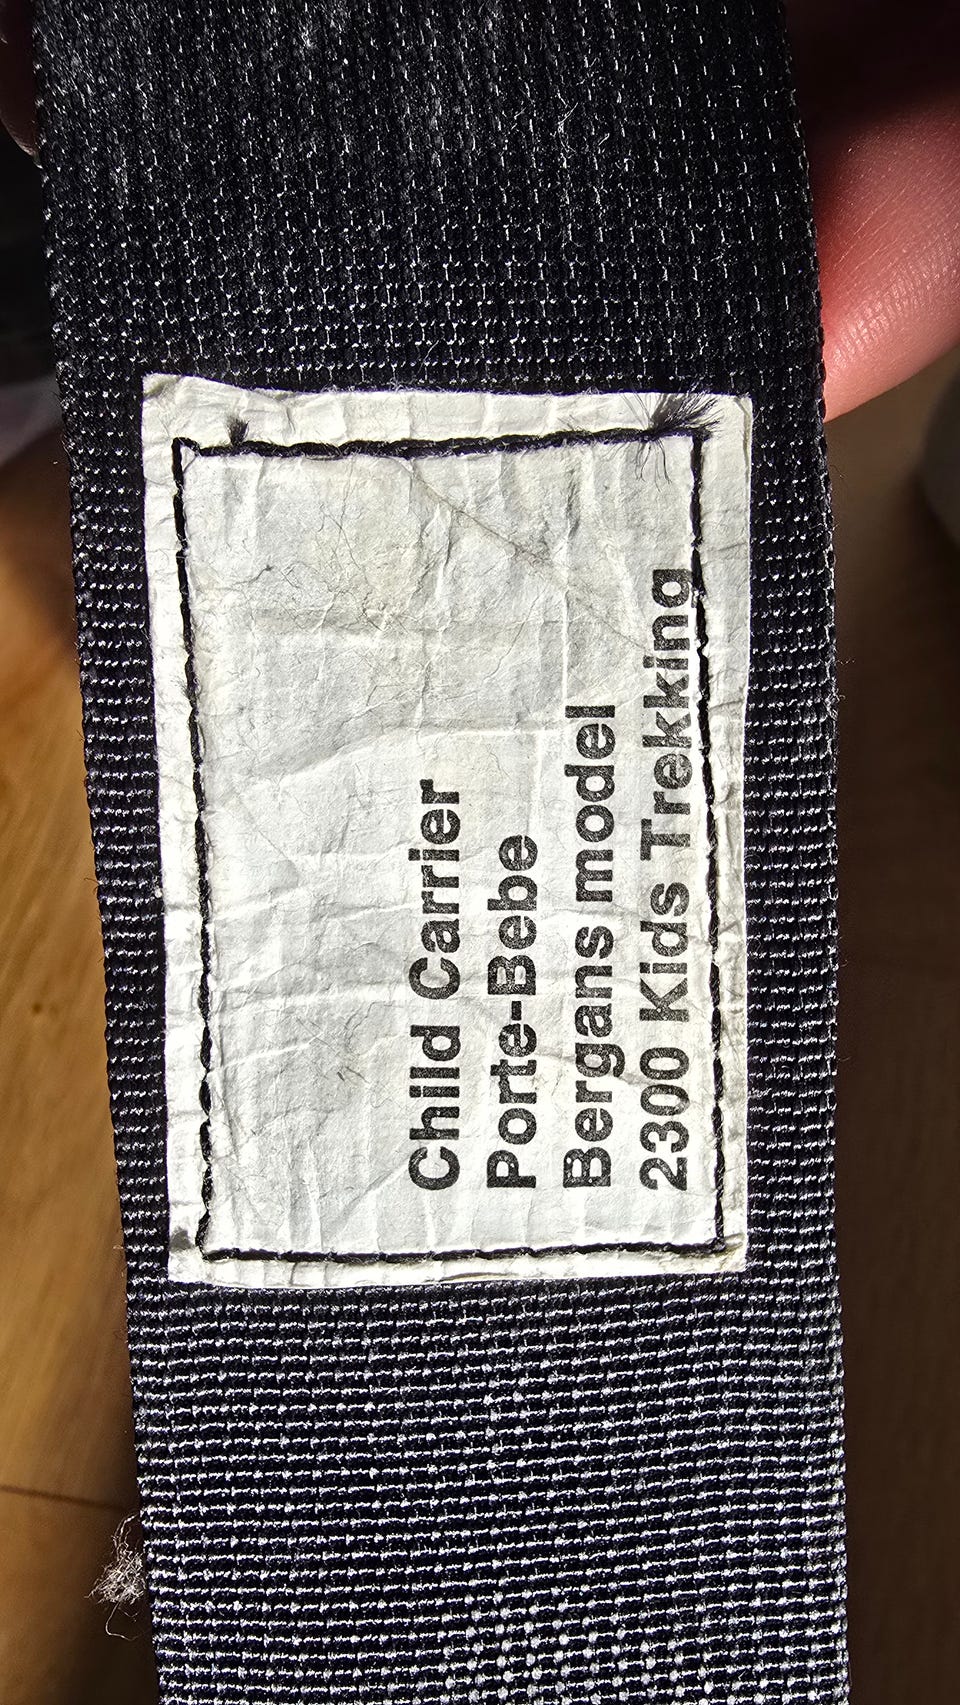 Child Carrier
Porte-Bebe
Bergans model
2300 Kids Trekking